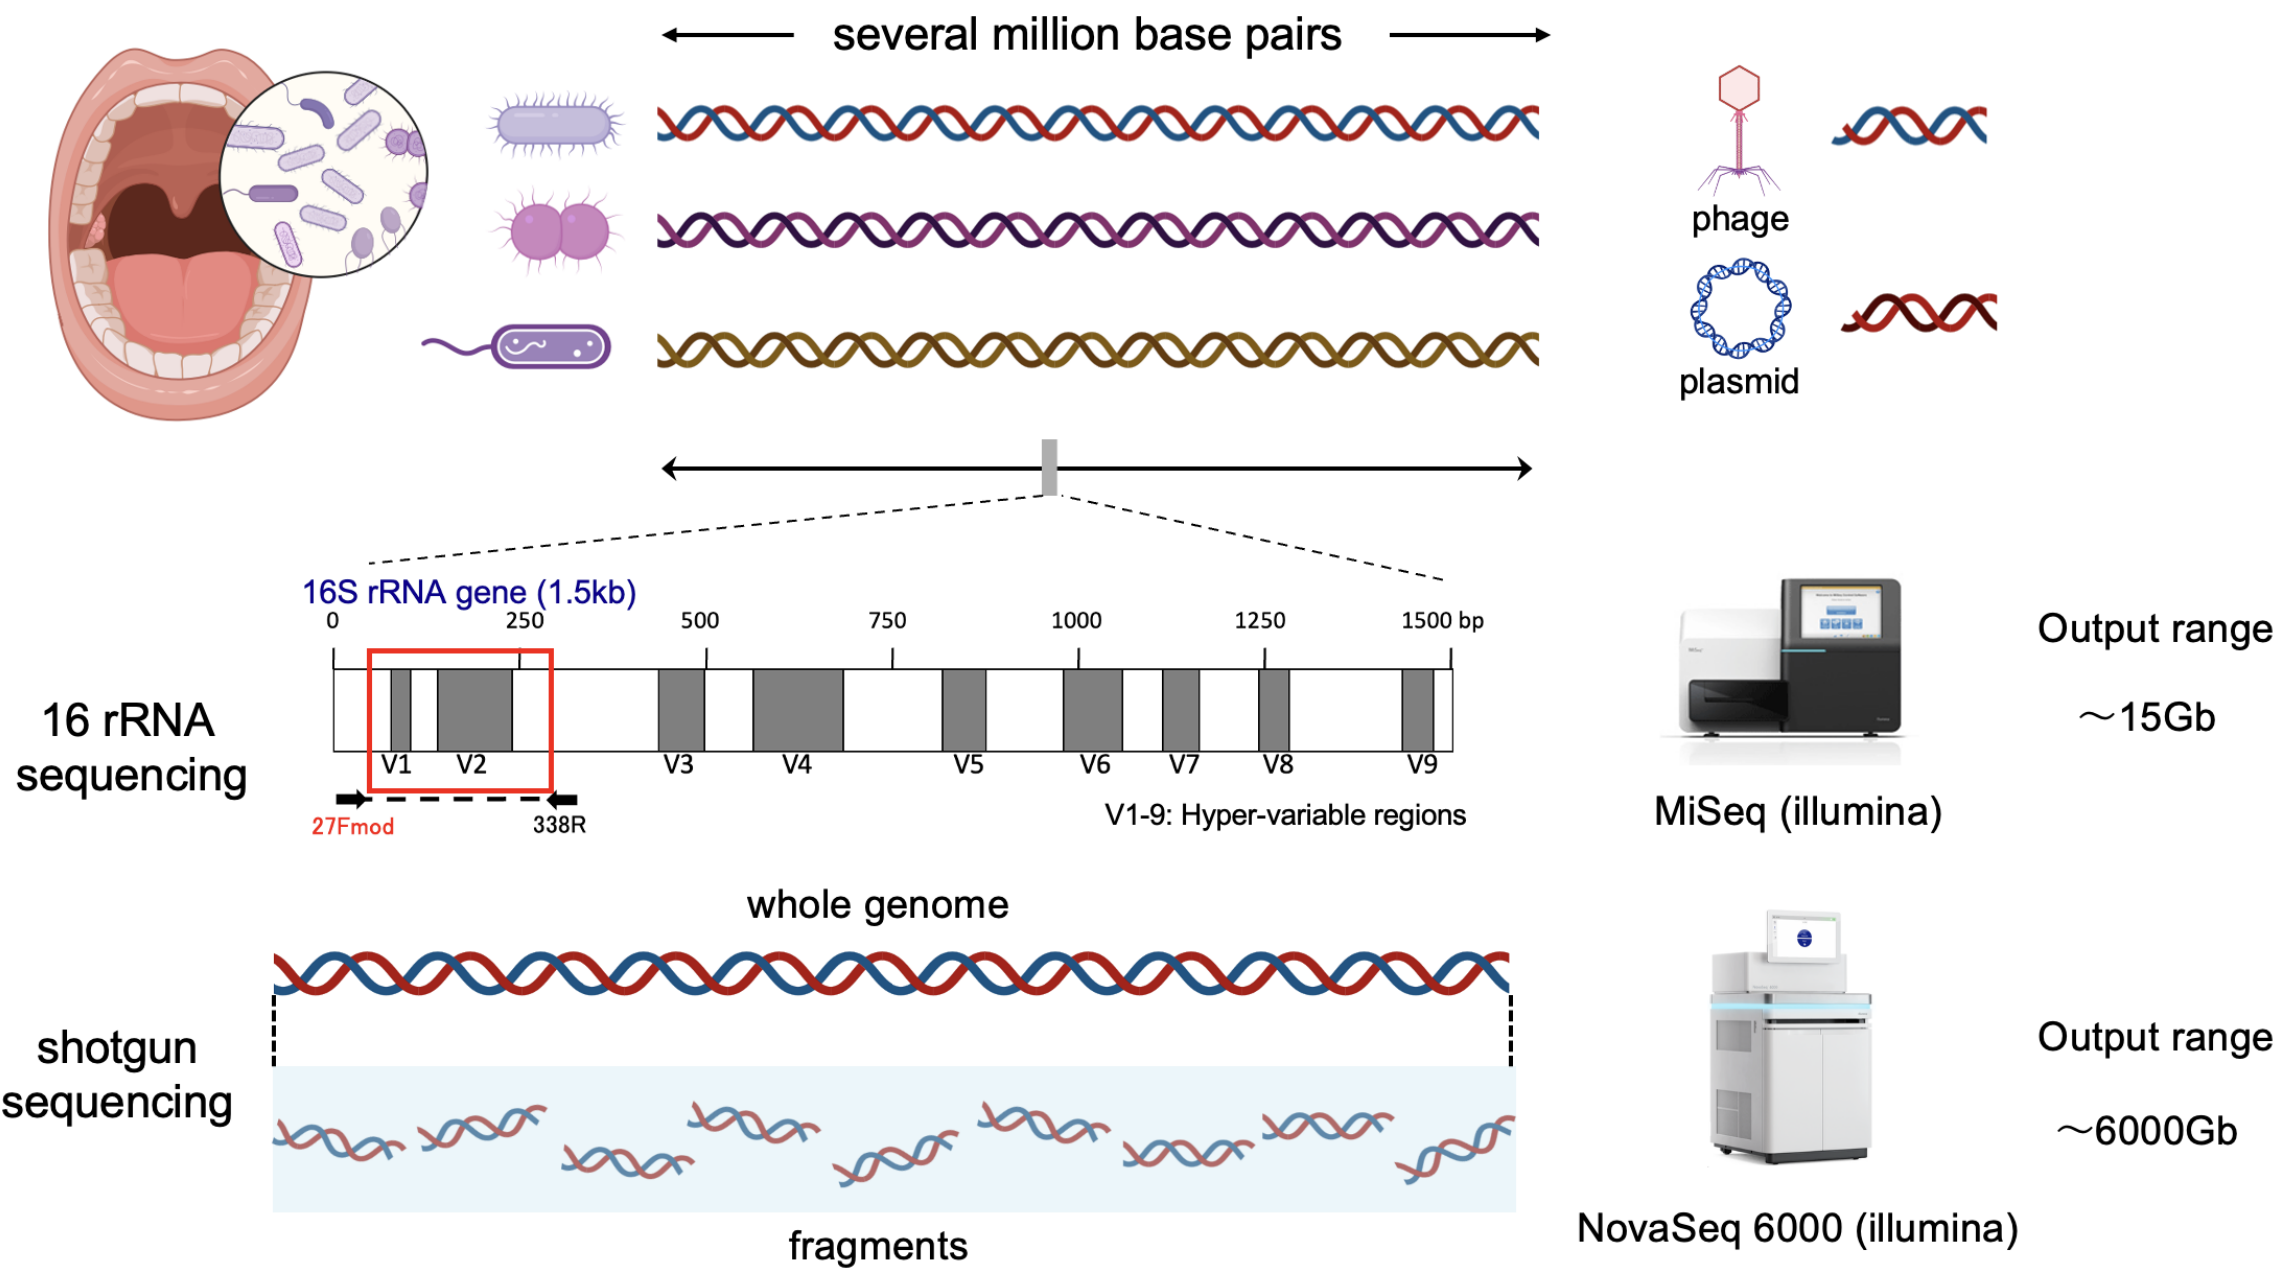 several million base pairs
phage
plasmid
16S rRNA gene (1.5kb)
0 250 500 750 1000 1250 1500 bp
16 rRNA
sequencing
V1 V2 V3 V4 V5 V6 V7 V8 V9
27Fmod
338R
V1-9: Hyper-variable regions
Output range
～15Gb
MiSeq (illumina)
whole genome
shotgun
sequencing
fragments
Output range
～6000Gb
NovaSeq 6000 (illumina)